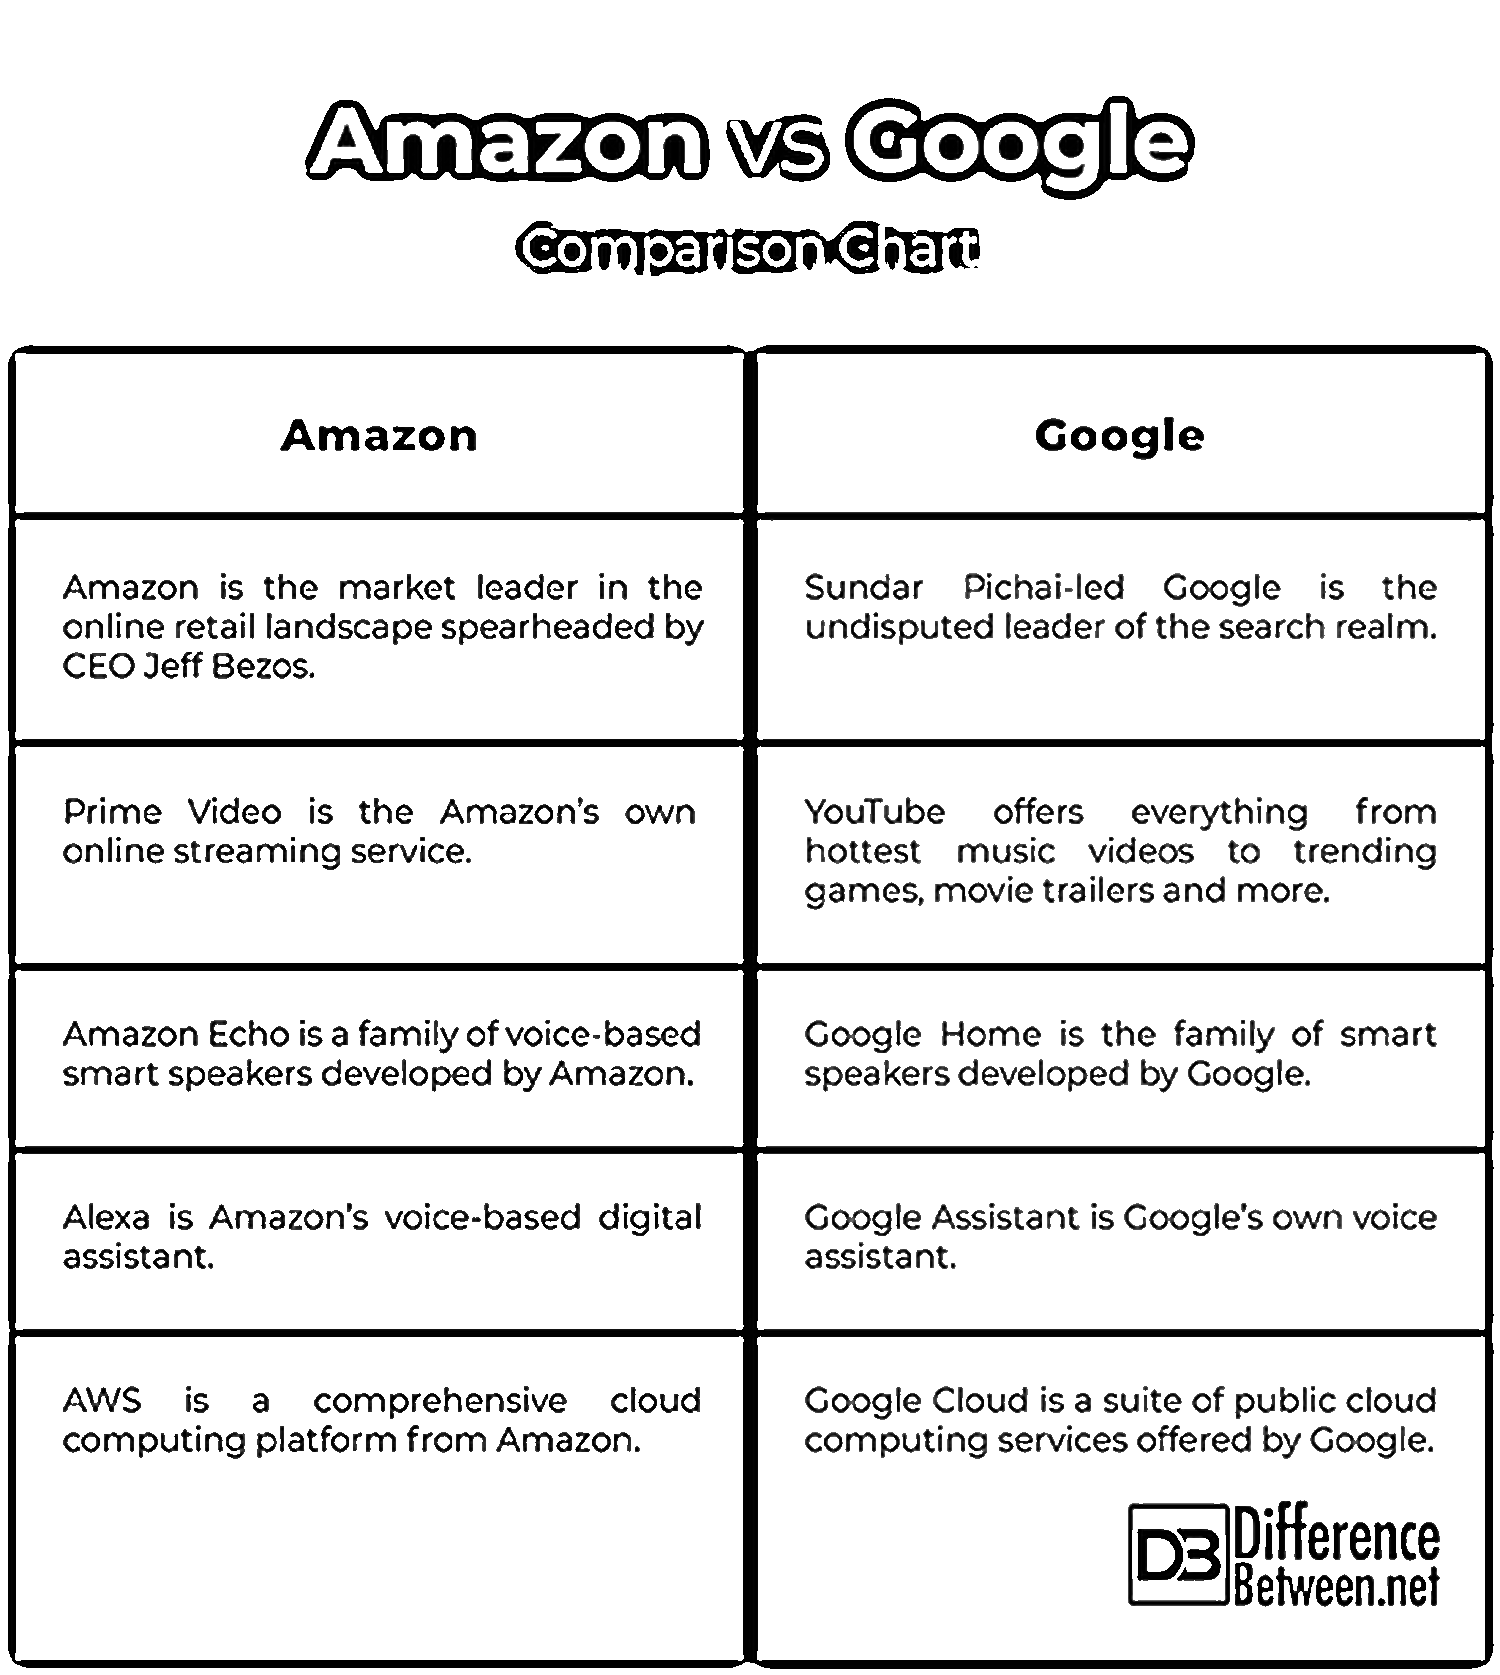 Amazon vs Google
Comparison Chart
Amazon
Google
Amazon is the market leader in the
online retail landscape spearheaded by
CEO Jeff Bezos.
Sundar Pichai-led Google is the
undisputed leader of the search realm.
Prime Video is the Amazon's own
online streaming service.
YouTube offers everything from
hottest music videos to trending
games, movie trailers and more.
Amazon Echo is a family of voice-based
smart speakers developed by Amazon.
Google Home is the family of smart
speakers developed by Google.
Alexa is Amazon's voice-based digital
assistant.
Google Assistant is Google's own voice
assistant.
AWS is a comprehensive cloud
computing platform from Amazon.
Google Cloud is a suite of public cloud
computing services offered by Google.
DB Difference
Between.net